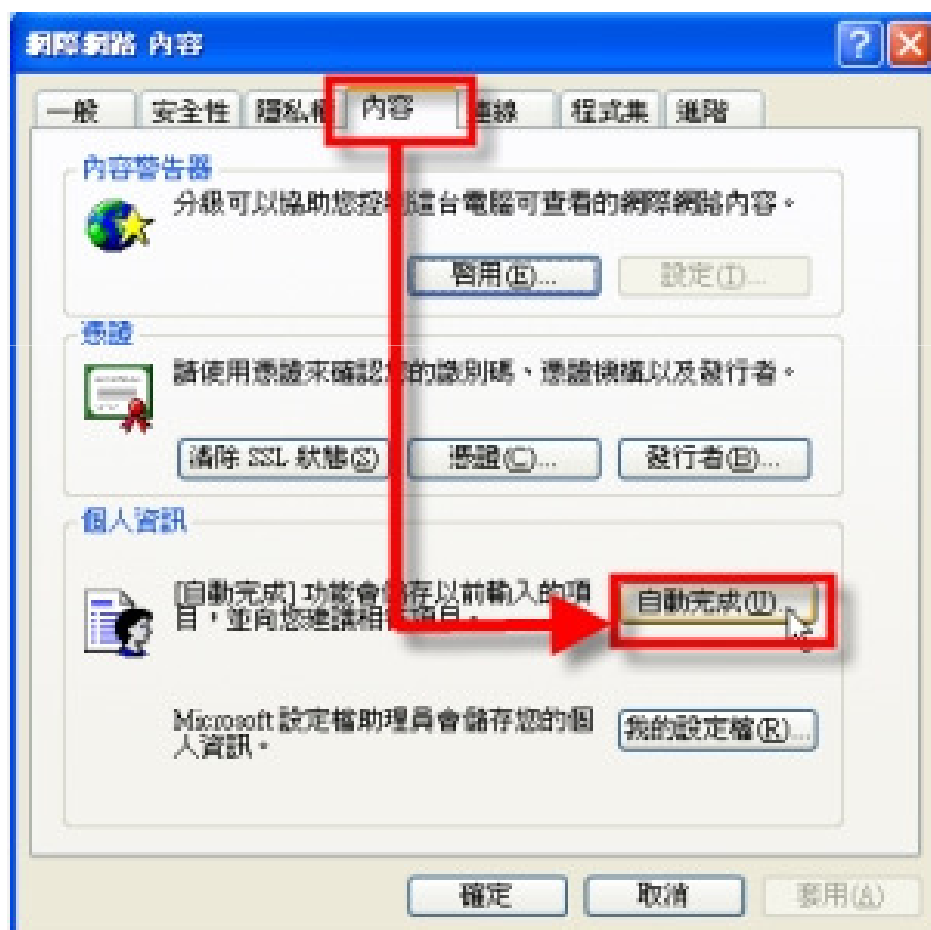 網際網路 內容
一般 安全性 隱私權 內容 連線 程式集 進階
內容警告器
分級可以協助您控制這台電腦可查看的網際網路內容。
啓用(E)... 設定(I)...
憑證
請使用憑證來確認您的識別碼、憑證機構以及發行者。
清除 SSL 狀態(S) 憑證(C)... 發行者(B)...
個人資訊
[自動完成] 功能會儲存以前輸入的項
目，並向您建議相符項目。
自動完成(U)...
Microsoft 設定檔助理員會儲存您的個
人資訊。
我的設定檔(R)...
確定 取消 套用(A)